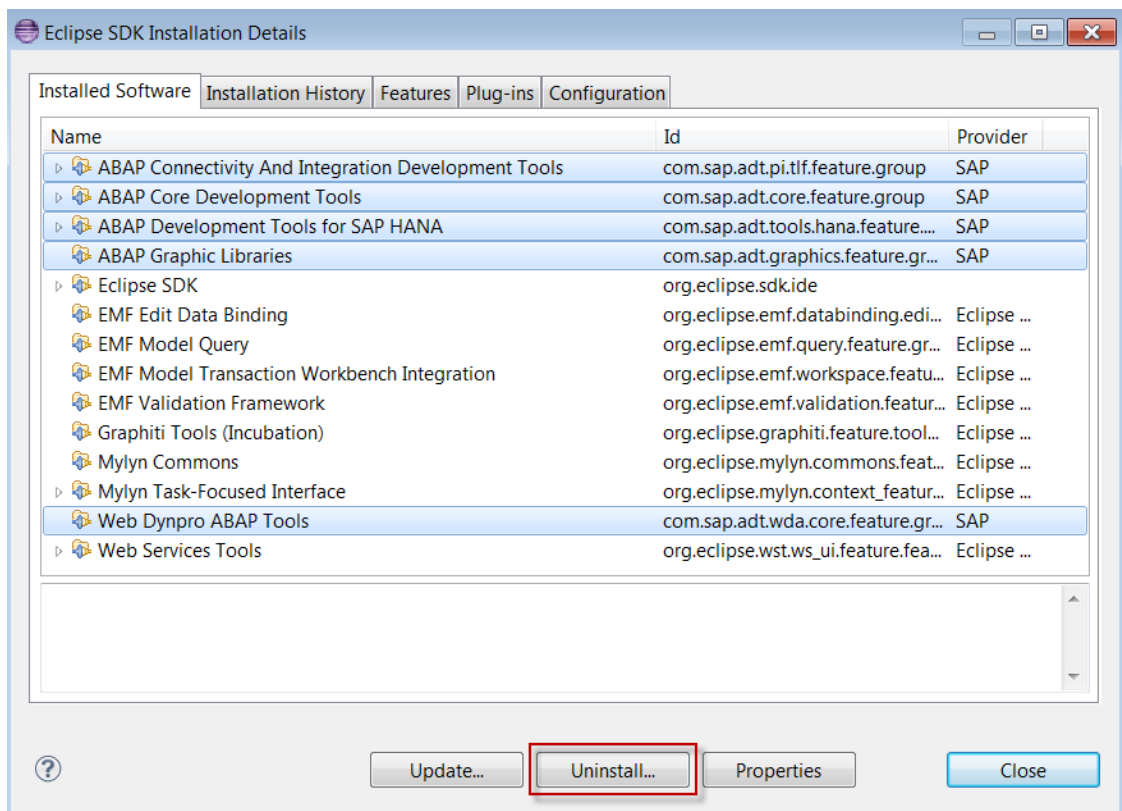 Eclipse SDK Installation Details
Installed Software Installation History Features Plug-ins Configuration
Name Id Provider
ABAP Connectivity And Integration Development Tools com.sap.adt.pi.tlf.feature.group SAP
ABAP Core Development Tools com.sap.adt.core.feature.group SAP
ABAP Development Tools for SAP HANA com.sap.adt.tools.hana.feature.... SAP
ABAP Graphic Libraries com.sap.adt.graphics.feature.gr... SAP
Eclipse SDK org.eclipse.sdk.ide
EMF Edit Data Binding org.eclipse.emf.databinding.edi... Eclipse ...
EMF Model Query org.eclipse.emf.query.feature.gr... Eclipse ...
EMF Model Transaction Workbench Integration org.eclipse.emf.workspace.featu... Eclipse ...
EMF Validation Framework org.eclipse.emf.validation.featur... Eclipse ...
Graphiti Tools (Incubation) org.eclipse.graphiti.feature.tool... Eclipse ...
Mylyn Commons org.eclipse.mylyn.commons.feat... Eclipse ...
Mylyn Task-Focused Interface org.eclipse.mylyn.context_featur... Eclipse ...
Web Dynpro ABAP Tools com.sap.adt.wda.core.feature.gr... SAP
Web Services Tools org.eclipse.wst.ws_ui.feature.fea... Eclipse ...
? Update... Uninstall... Properties Close